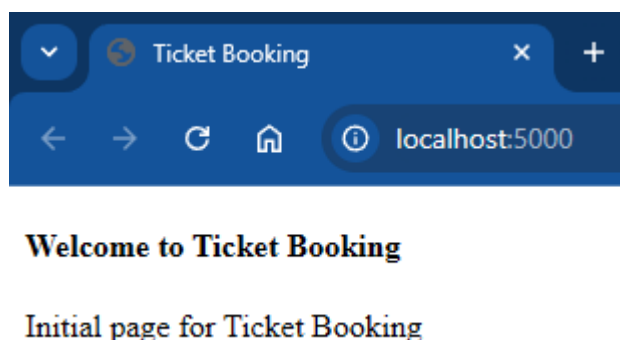 Ticket Booking
localhost:5000
Welcome to Ticket Booking
Initial page for Ticket Booking